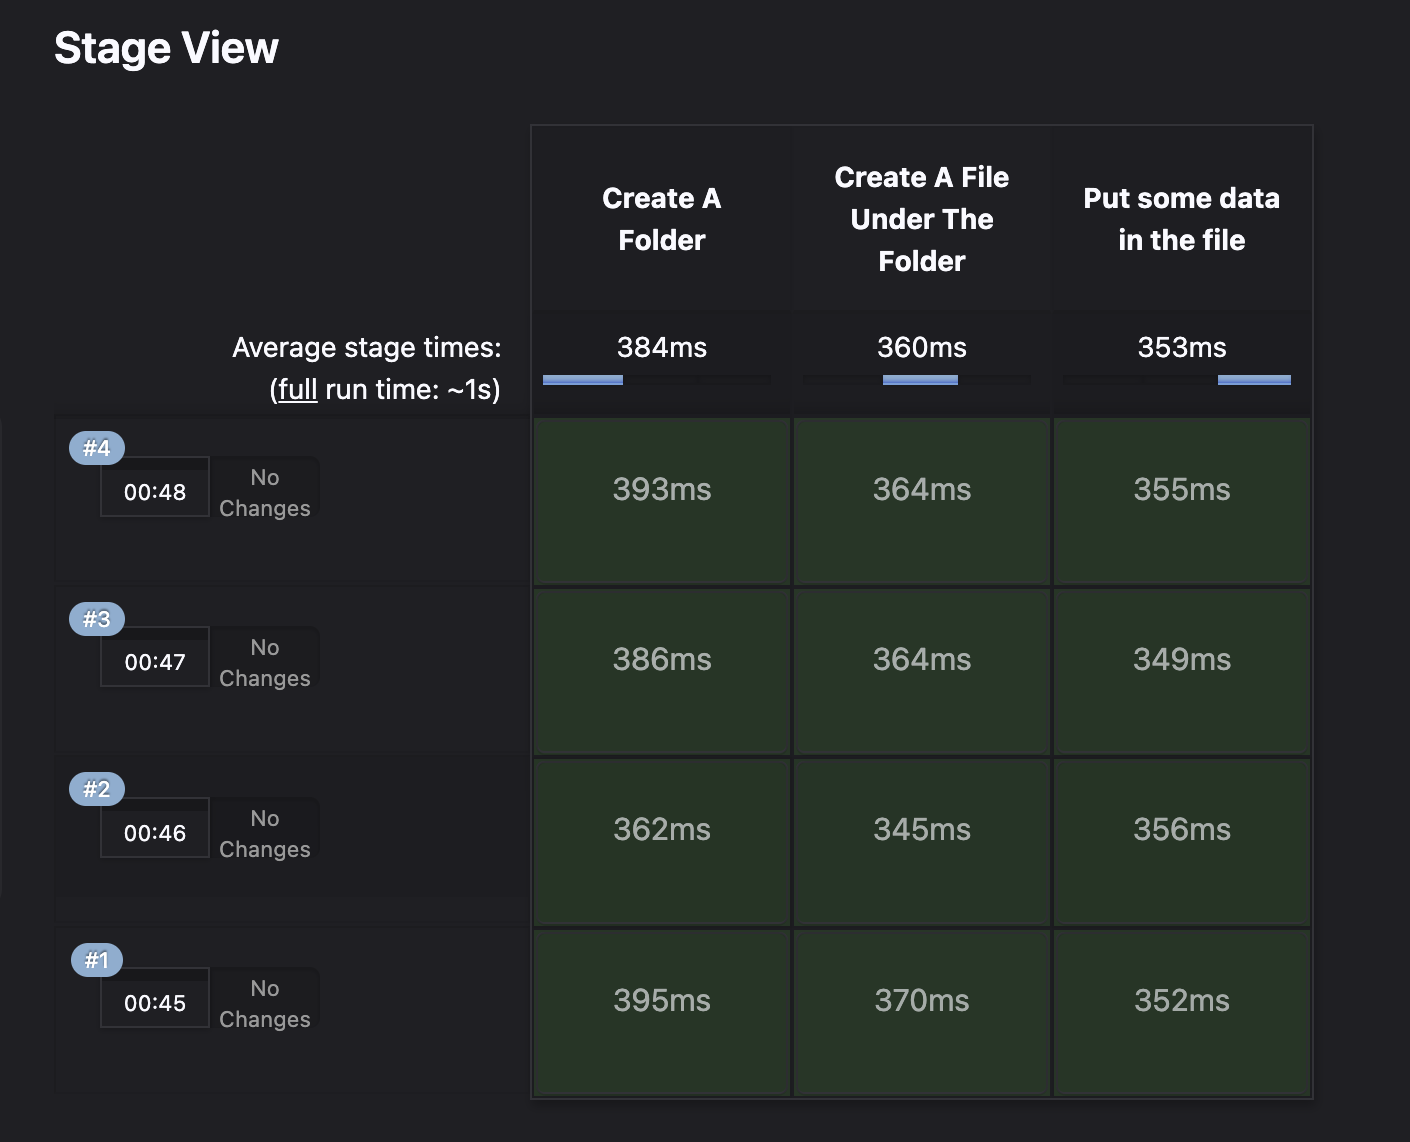 Stage View
Create A
Folder
Create A File
Under The
Folder
Put some data
in the file
Average stage times:
(full run time: ~1s)
384ms
360ms
353ms
#4
00:48
No
Changes
393ms
364ms
355ms
#3
00:47
No
Changes
386ms
364ms
349ms
#2
00:46
No
Changes
362ms
345ms
356ms
#1
00:45
No
Changes
395ms
370ms
352ms